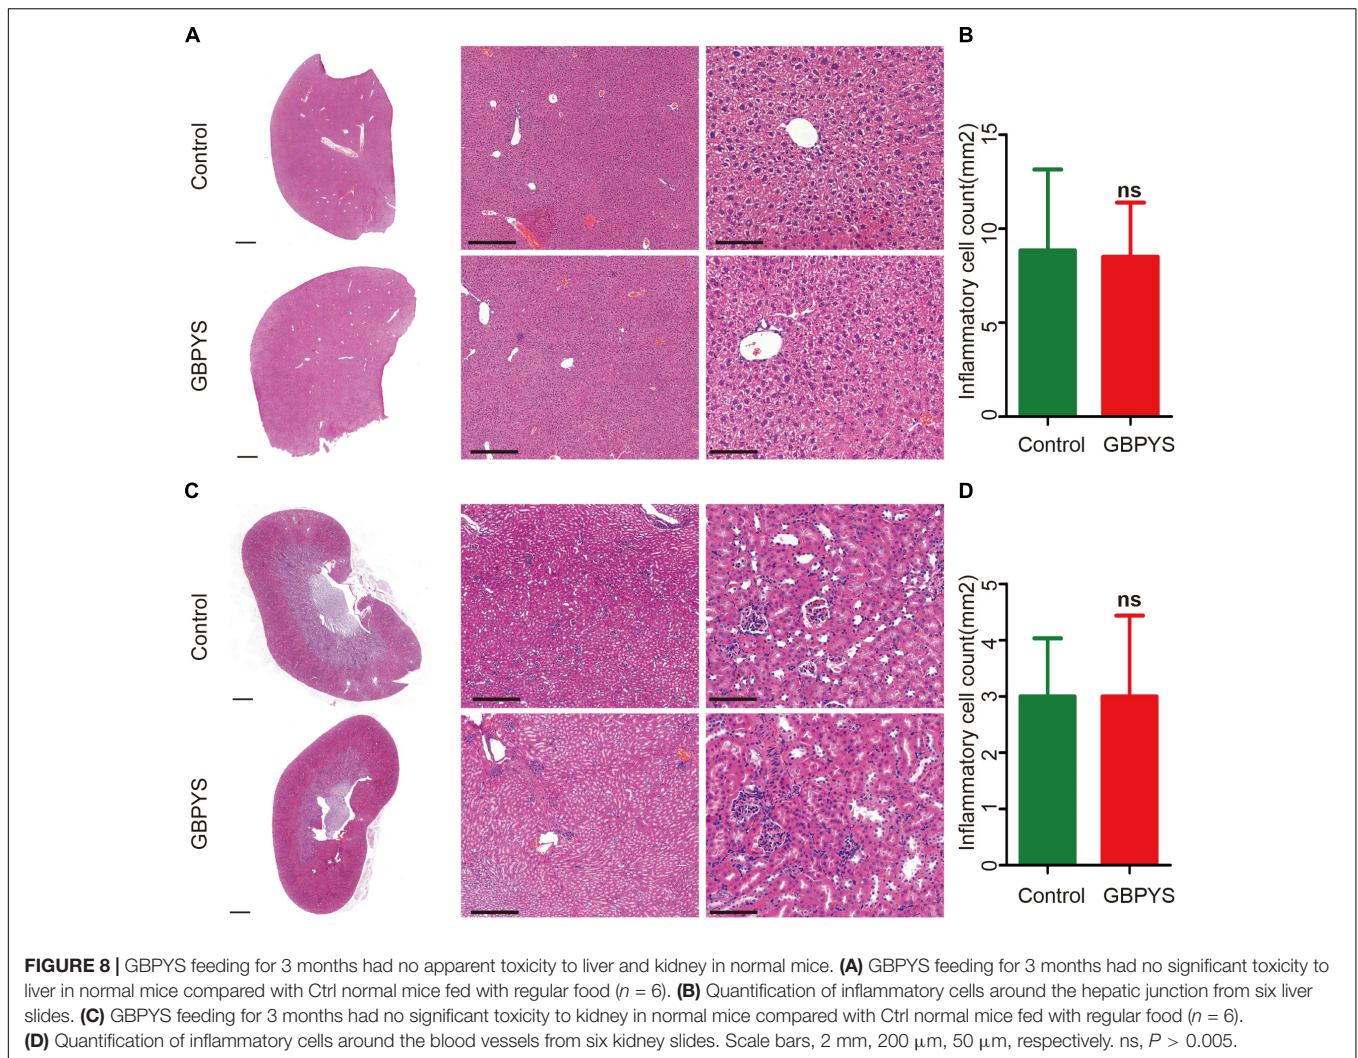 A
B
Control
GBPYS
Inflammatory cell count(mm2)
15
10
5
0
ns
Control
GBPYS
C
D
Control
GBPYS
Inflammatory cell count(mm2)
5
4
3
2
1
0
ns
Control
GBPYS
FIGURE 8 | GBPYS feeding for 3 months had no apparent toxicity to liver and kidney in normal mice. (A) GBPYS feeding for 3 months had no significant toxicity to
liver in normal mice compared with Ctrl normal mice fed with regular food (n = 6). (B) Quantification of inflammatory cells around the hepatic junction from six liver
slides. (C) GBPYS feeding for 3 months had no significant toxicity to kidney in normal mice compared with Ctrl normal mice fed with regular food (n = 6).
(D) Quantification of inflammatory cells around the blood vessels from six kidney slides. Scale bars, 2 mm, 200 μm, 50 μm, respectively. ns, P > 0.005.